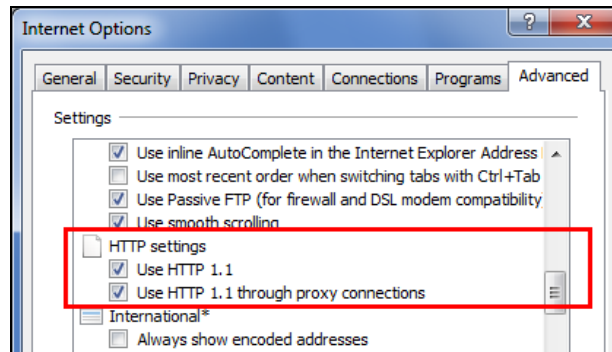 Internet Options
General Security Privacy Content Connections Programs Advanced
Settings
Use inline AutoComplete in the Internet Explorer Address
Use most recent order when switching tabs with Ctrl+Tab
Use Passive FTP (for firewall and DSL modem compatibility
Use smooth scrolling
HTTP settings
Use HTTP 1.1
Use HTTP 1.1 through proxy connections
International*
Always show encoded addresses